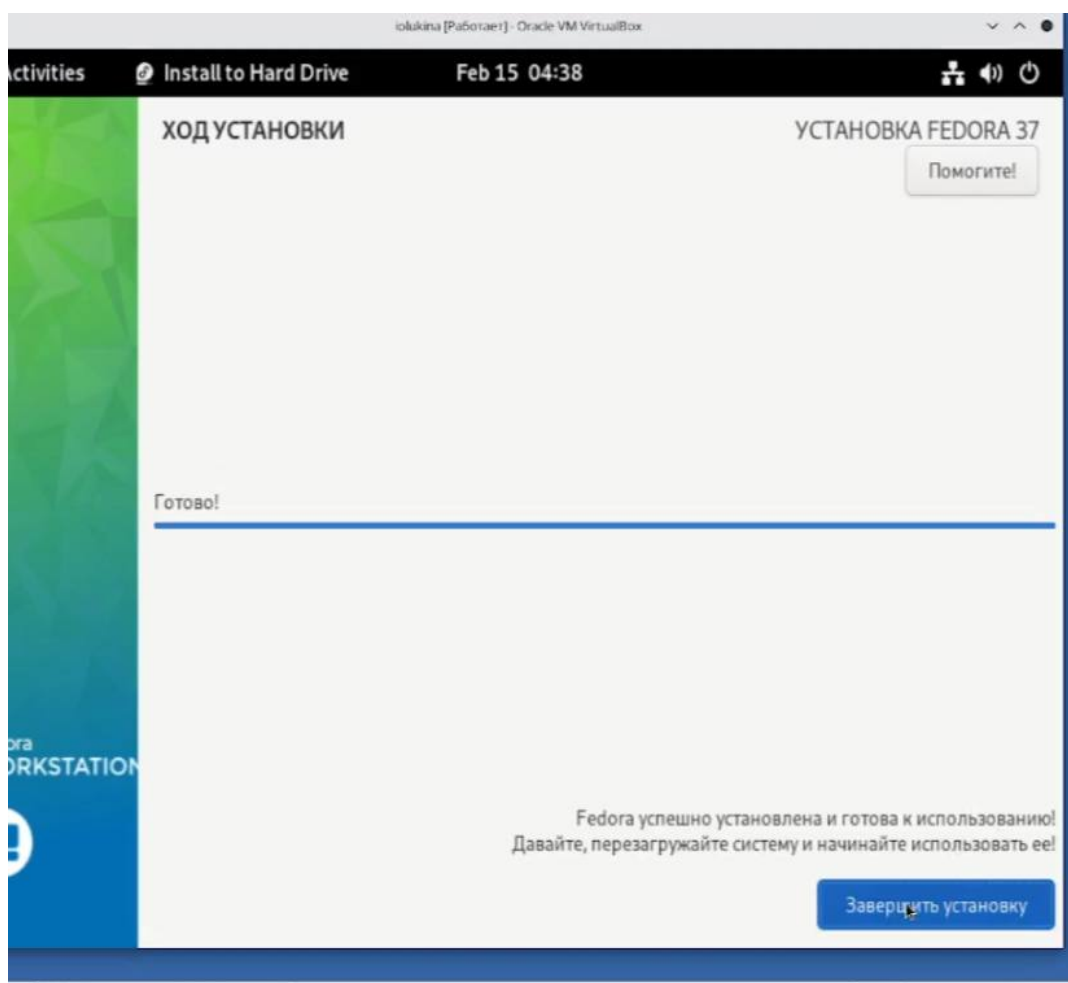 iolukina [Работает] - Oracle VM VirtualBox
Activities Install to Hard Drive Feb 15 04:38
ХОД УСТАНОВКИ
УСТАНОВКА FEDORA 37
Помогите!
Готово!
ora
ORKSTATION
Fedora успешно установлена и готова к использованию!
Давайте, перезагружайте систему и начинайте использовать ее!
Завершить установку